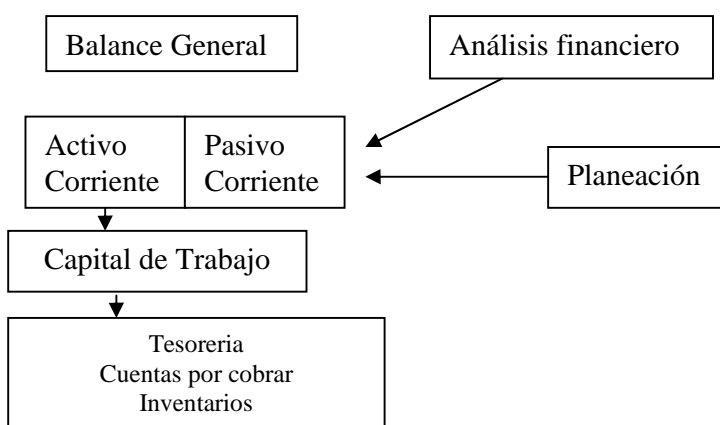 Balance General
Análisis financiero
Activo
Corriente
Pasivo
Corriente
Planeación
Capital de Trabajo
Tesoreria
Cuentas por cobrar
Inventarios